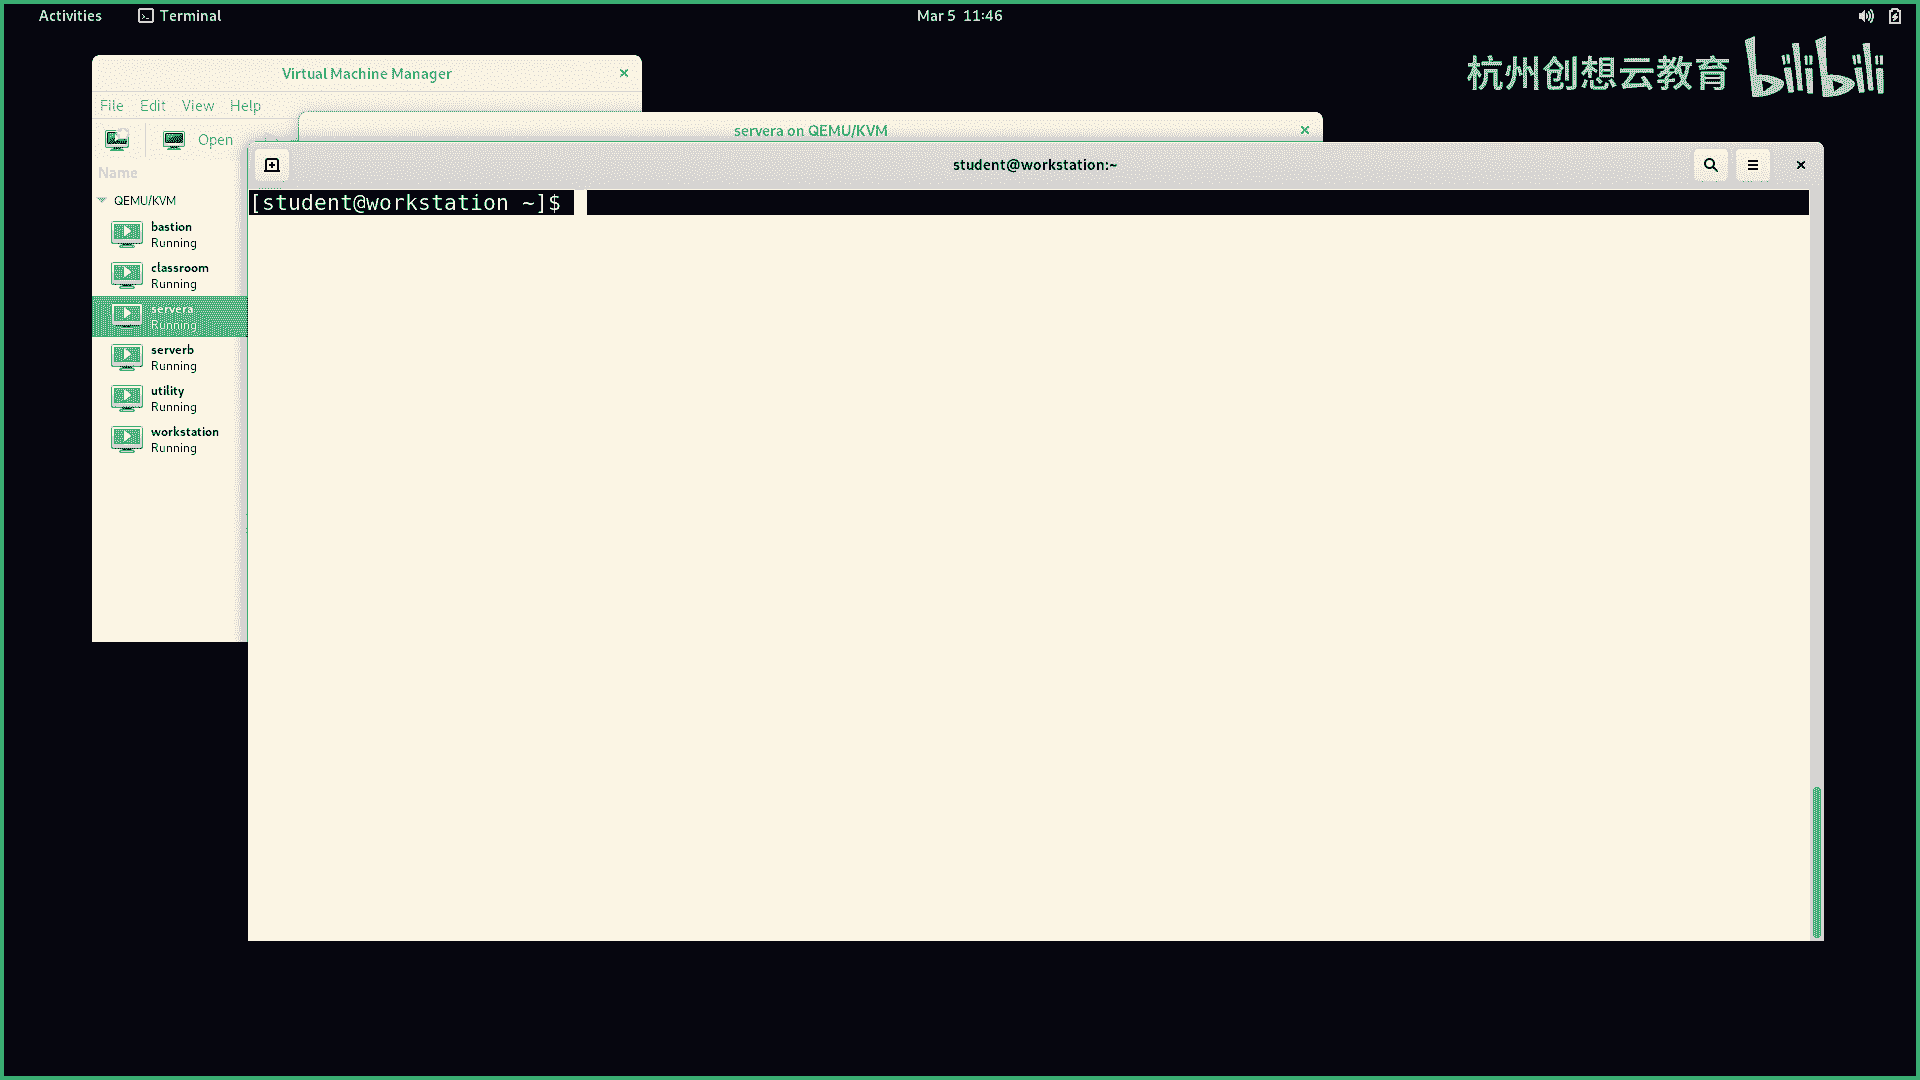 Activities
Terminal
Mar 5 11:46
杭州创想云教育 bilibili
Virtual Machine Manager
File Edit View Help
Open
Name
QEMU/KVM
bastion
Running
classroom
Running
servera
Running
serverb
Running
utility
Running
workstation
Running
servera on QEMU/KVM
student@workstation:~
[student@workstation ~]$